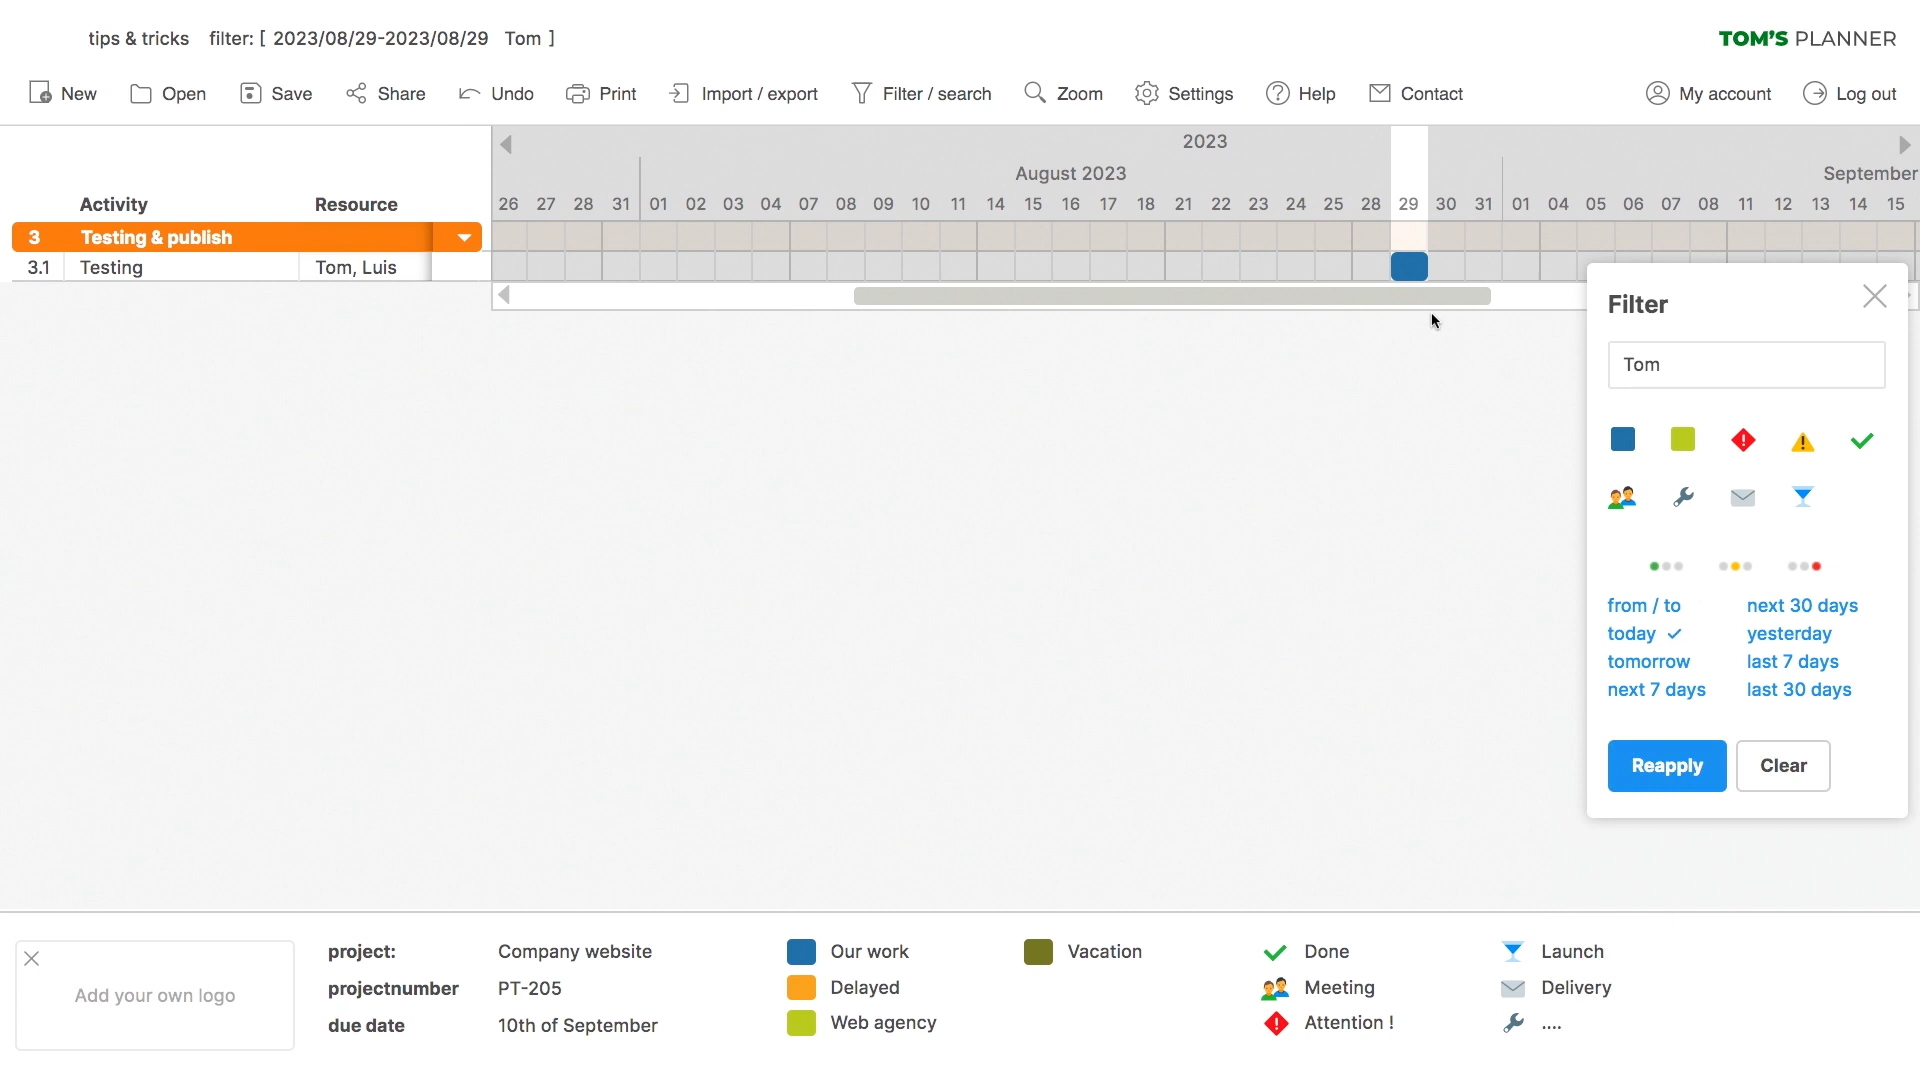 tips & tricks filter: [ 2023/08/29-2023/08/29 Tom ]
TOM'S PLANNER
New Open Save Share Undo Print Import / export Filter / search Zoom Settings Help Contact My account Log out
2023
August 2023 September
Activity Resource 26 27 28 31 01 02 03 04 07 08 09 10 11 14 15 16 17 18 21 22 23 24 25 28 29 30 31 01 04 05 06 07 08 11 12 13 14 15
3 Testing & publish
3.1 Testing Tom, Luis
Filter
Tom
from / to next 30 days
today yesterday
tomorrow last 7 days
next 7 days last 30 days
Reapply Clear
Add your own logo
project: Company website
projectnumber PT-205
due date 10th of September
Our work Vacation Done Launch
Delayed Meeting Delivery
Web agency Attention ! ....